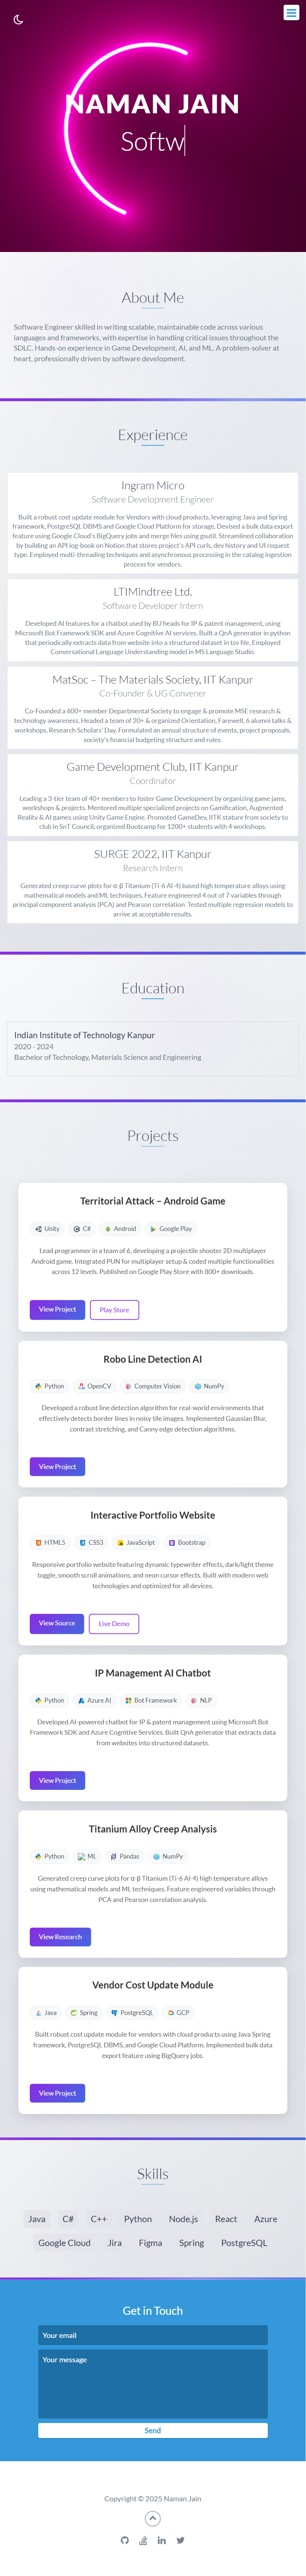 NAMAN JAIN
Softw
About Me
Software Engineer skilled in writing scalable, maintainable code across various
languages and frameworks, with expertise in handling critical issues throughout the
SDLC. Hands-on experience in Game Development, AI, and ML. A problem-solver at
heart, professionally driven by software development.
Experience
Ingram Micro
Software Development Engineer
Built a robust cost update module for Vendors with cloud products, leveraging Java and Spring
framework, PostgreSQL DBMS and Google Cloud Platform for storage. Devised a bulk data export
feature using Google Cloud's BigQuery jobs and merge files using gsutil. Streamlined collaboration
by building an API log-book on Notion that stores project's API curls, dev history and UI request
type. Employed multi-threading techniques and asynchronous processing in the catalog ingestion
process for vendors.
LTIMindtree Ltd.
Software Developer Intern
Developed AI features for a chatbot used by BU heads for IP & patent management, using
Microsoft Bot Framework SDK and Azure Cognitive AI services. Built a QnA generator in python
that periodically extracts data from website into a structured dataset in tsv file. Employed
Conversational Language Understanding model in MS Language Studio.
MatSoc – The Materials Society, IIT Kanpur
Co-Founder & UG Convener
Co-Founded a 600+ member Departmental Society to engage & promote MSE research &
technology awareness. Headed a team of 20+ & organized Orientation, Farewell, 6 alumni talks &
workshops, Research Scholars' Day. Formulated an annual structure of events, project proposals,
society's financial budgeting structure and rules.
Game Development Club, IIT Kanpur
Coordinator
Leading a 3-tier team of 40+ members to foster Game Development by organizing game jams,
workshops & projects. Mentored multiple specialized projects on Gamification, Augmented
Reality & AI games using Unity Game Engine. Promoted GameDev, IITK stature from society to
club in SnT Council, organized Bootcamp for 1200+ students with 4 workshops.
SURGE 2022, IIT Kanpur
Research Intern
Generated creep curve plots for α-β Titanium (Ti-6 Al-4) based high temperature alloys using
mathematical models and ML techniques. Feature engineered 4 out of 7 variables through
principal component analysis (PCA) and Pearson correlation. Tested multiple regression models to
arrive at acceptable results.
Education
Indian Institute of Technology Kanpur
2020 - 2024
Bachelor of Technology, Materials Science and Engineering
Projects
Territorial Attack – Android Game
Unity C# Android Google Play
Lead programmer in a team of 6, developing a projectile shooter 2D multiplayer
Android game. Integrated PUN for multiplayer setup & coded multiple functionalities
across 12 levels. Published on Google Play Store with 800+ downloads.
View Project Play Store
Robo Line Detection AI
Python OpenCV Computer Vision NumPy
Developed a robust line detection algorithm for real-world environments that
effectively detects border lines in noisy tile images. Implemented Gaussian Blur,
contrast stretching, and Canny edge detection algorithms.
View Project
Interactive Portfolio Website
HTML5 CSS3 JavaScript Bootstrap
Responsive portfolio website featuring dynamic typewriter effects, dark/light theme
toggle, smooth scroll animations, and neon cursor effects. Built with modern web
technologies and optimized for all devices.
View Source Live Demo
IP Management AI Chatbot
Python Azure AI Bot Framework NLP
Developed AI-powered chatbot for IP & patent management using Microsoft Bot
Framework SDK and Azure Cognitive Services. Built QnA generator that extracts data
from websites into structured datasets.
View Project
Titanium Alloy Creep Analysis
Python ML Pandas NumPy
Generated creep curve plots for α-β Titanium (Ti-6 Al-4) high temperature alloys
using mathematical models and ML techniques. Feature engineered variables through
PCA and Pearson correlation analysis.
View Research
Vendor Cost Update Module
Java Spring PostgreSQL GCP
Built robust cost update module for vendors with cloud products using Java Spring
framework, PostgreSQL DBMS, and Google Cloud Platform. Implemented bulk data
export feature using BigQuery jobs.
View Project
Skills
Java C# C++ Python Node.js React Azure
Google Cloud Jira Figma Spring PostgreSQL
Get in Touch
Your email
Your message
Send
Copyright © 2025 Naman Jain